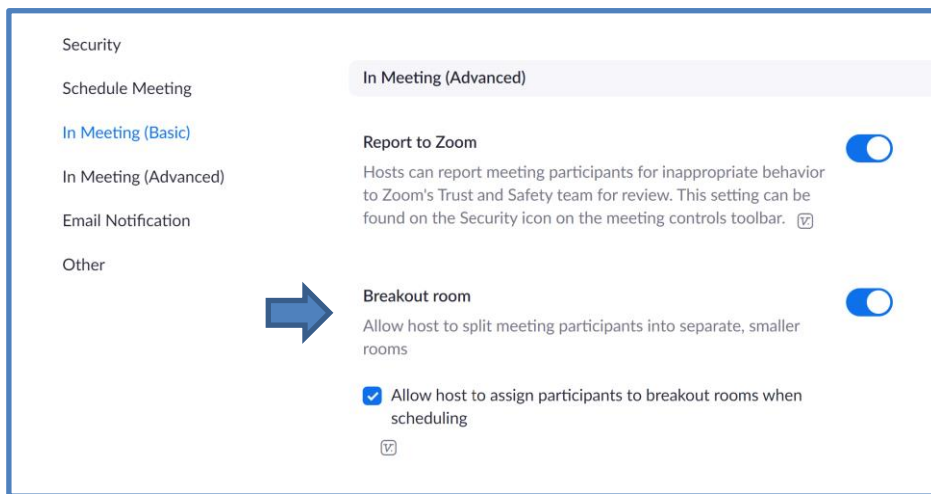 Security
Schedule Meeting
In Meeting (Basic)
In Meeting (Advanced)
Email Notification
Other
In Meeting (Advanced)
Report to Zoom
Hosts can report meeting participants for inappropriate behavior
to Zoom's Trust and Safety team for review. This setting can be
found on the Security icon on the meeting controls toolbar. V
Breakout room
Allow host to split meeting participants into separate, smaller
rooms
Allow host to assign participants to breakout rooms when
scheduling
V